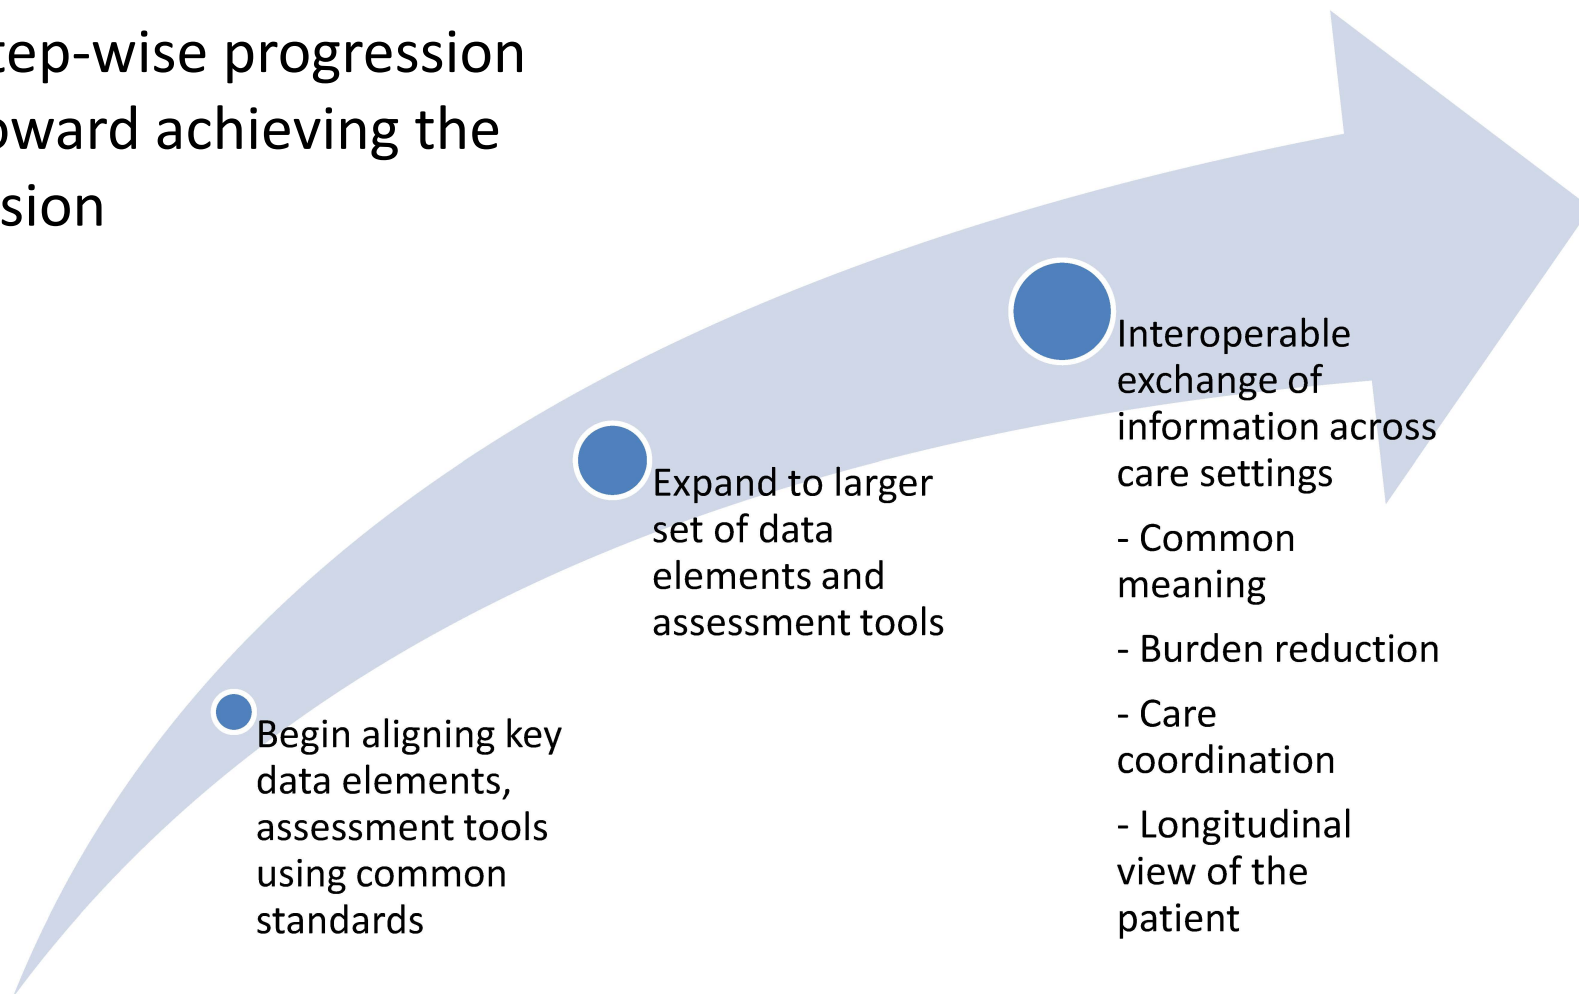 tep-wise progression
oward achieving the
sion
Interoperable
exchange of
information across
care settings
- Common
meaning
- Burden reduction
- Care
coordination
- Longitudinal
view of the
patient
Expand to larger
set of data
elements and
assessment tools
Begin aligning key
data elements,
assessment tools
using common
standards